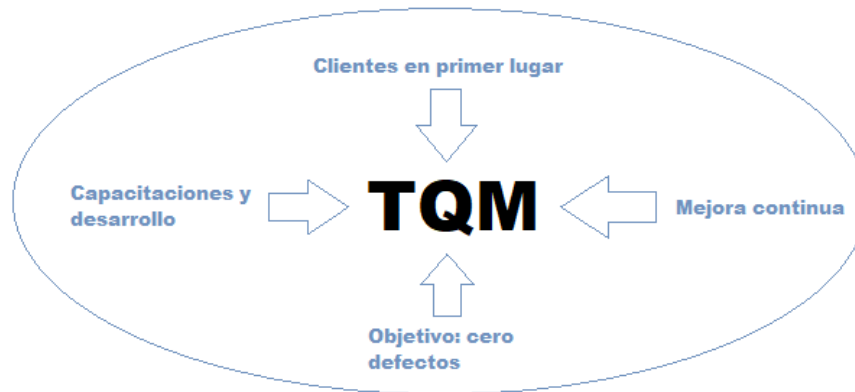 Clientes en primer lugar
Capacitaciones y
desarrollo
TQM
Mejora continua
Objetivo: cero
defectos